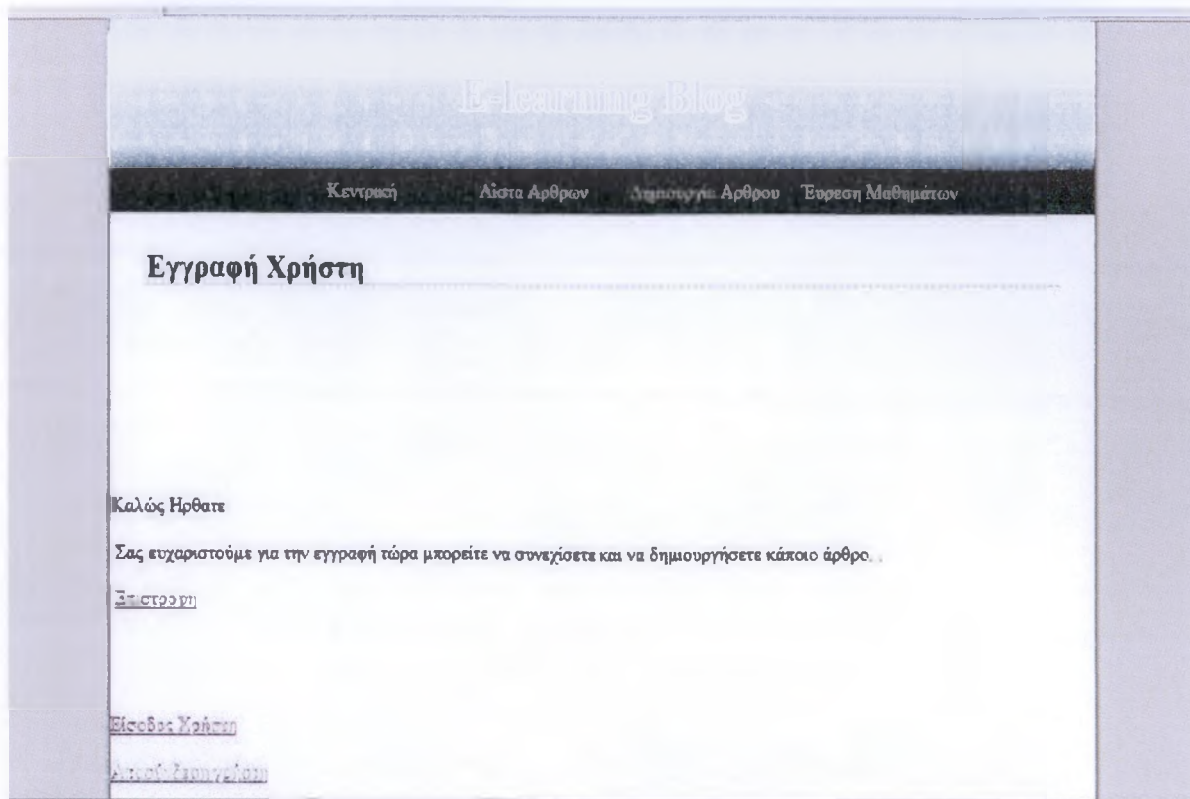 E-learning Blog
Κεντρική Λίστα Αρθρων Δημιουργία Αρθρου Έυρεση Μαθημάτων
Εγγραφή Χρήστη
Καλώς Ηρθατε
Σας ευχαριστούμε για την εγγραφή τώρα μπορείτε να συνεχίσετε και να δημιουργήσετε κάποιο άρθρο. .
Επιστροφη
Είσοδος Χρήστη